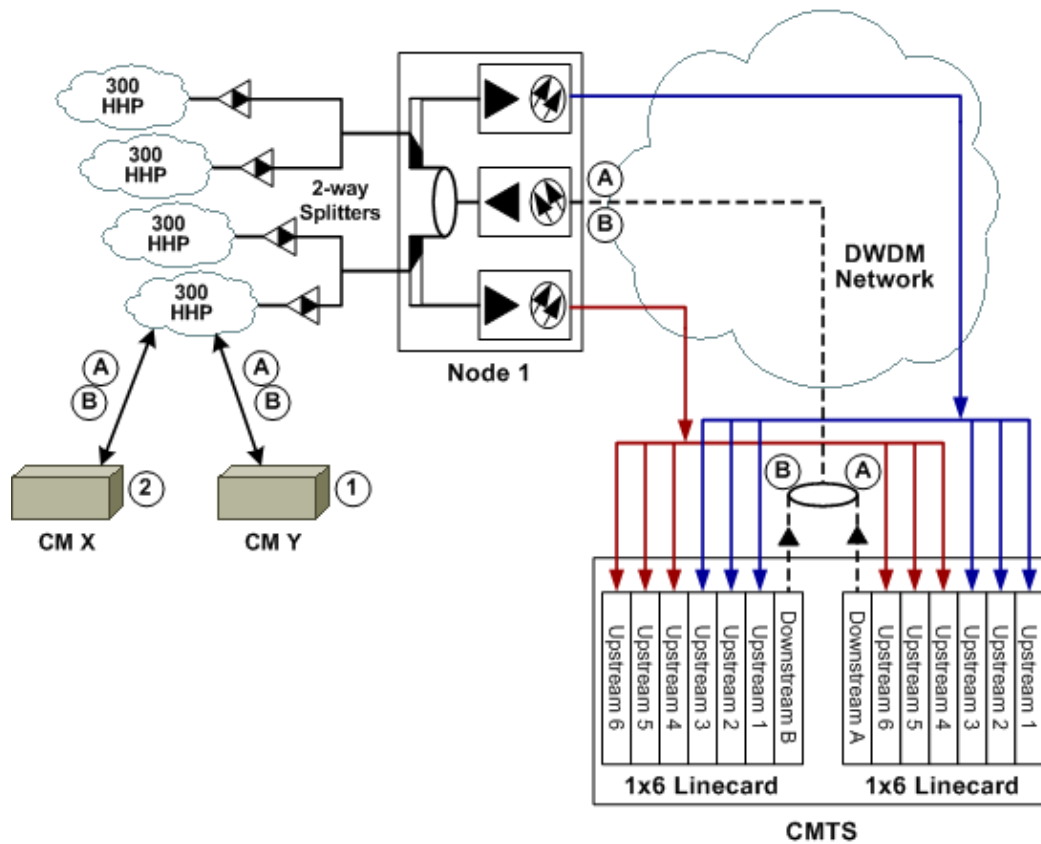 300
HHP
300
HHP
300
HHP
300
HHP
2-way
Splitters
Node 1
A
B
DWDM
Network
A
B
A
B
2
1
CM X
CM Y
B
A
Upstream 6
Upstream 5
Upstream 4
Upstream 3
Upstream 2
Upstream 1
Downstream B
Downstream A
Upstream 6
Upstream 5
Upstream 4
Upstream 3
Upstream 2
Upstream 1
1x6 Linecard
1x6 Linecard
CMTS